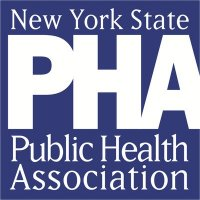 New York State
PHA
Public Health
Association